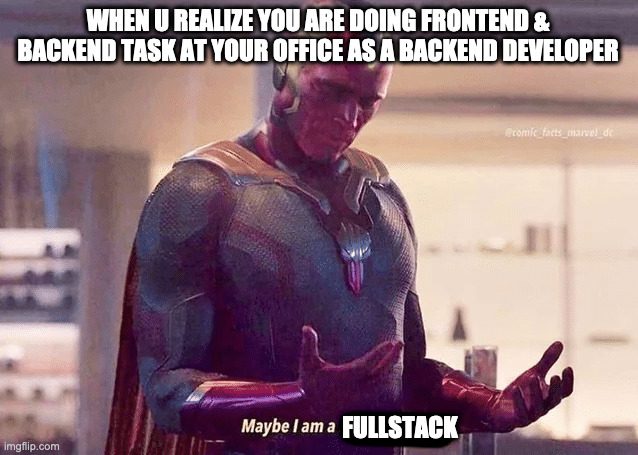 WHEN U REALIZE YOU ARE DOING FRONTEND &
BACKEND TASK AT YOUR OFFICE AS A BACKEND DEVELOPER
@comic_facts_marvel_dc
Maybe I am a FULLSTACK
imgflip.com